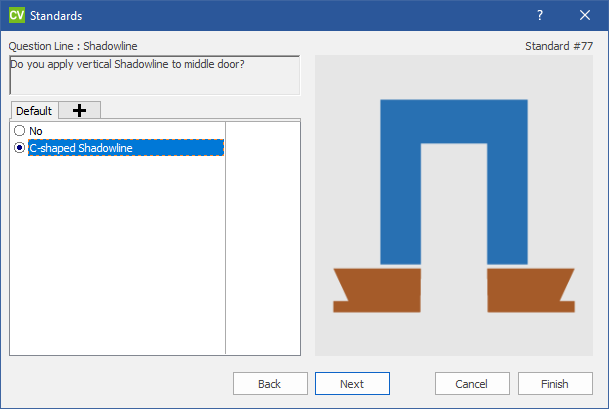 CV Standards ?
Question Line : Shadowline Standard #77
Do you apply vertical Shadowline to middle door?
Default
No
C-shaped Shadowline
Back Next Cancel Finish